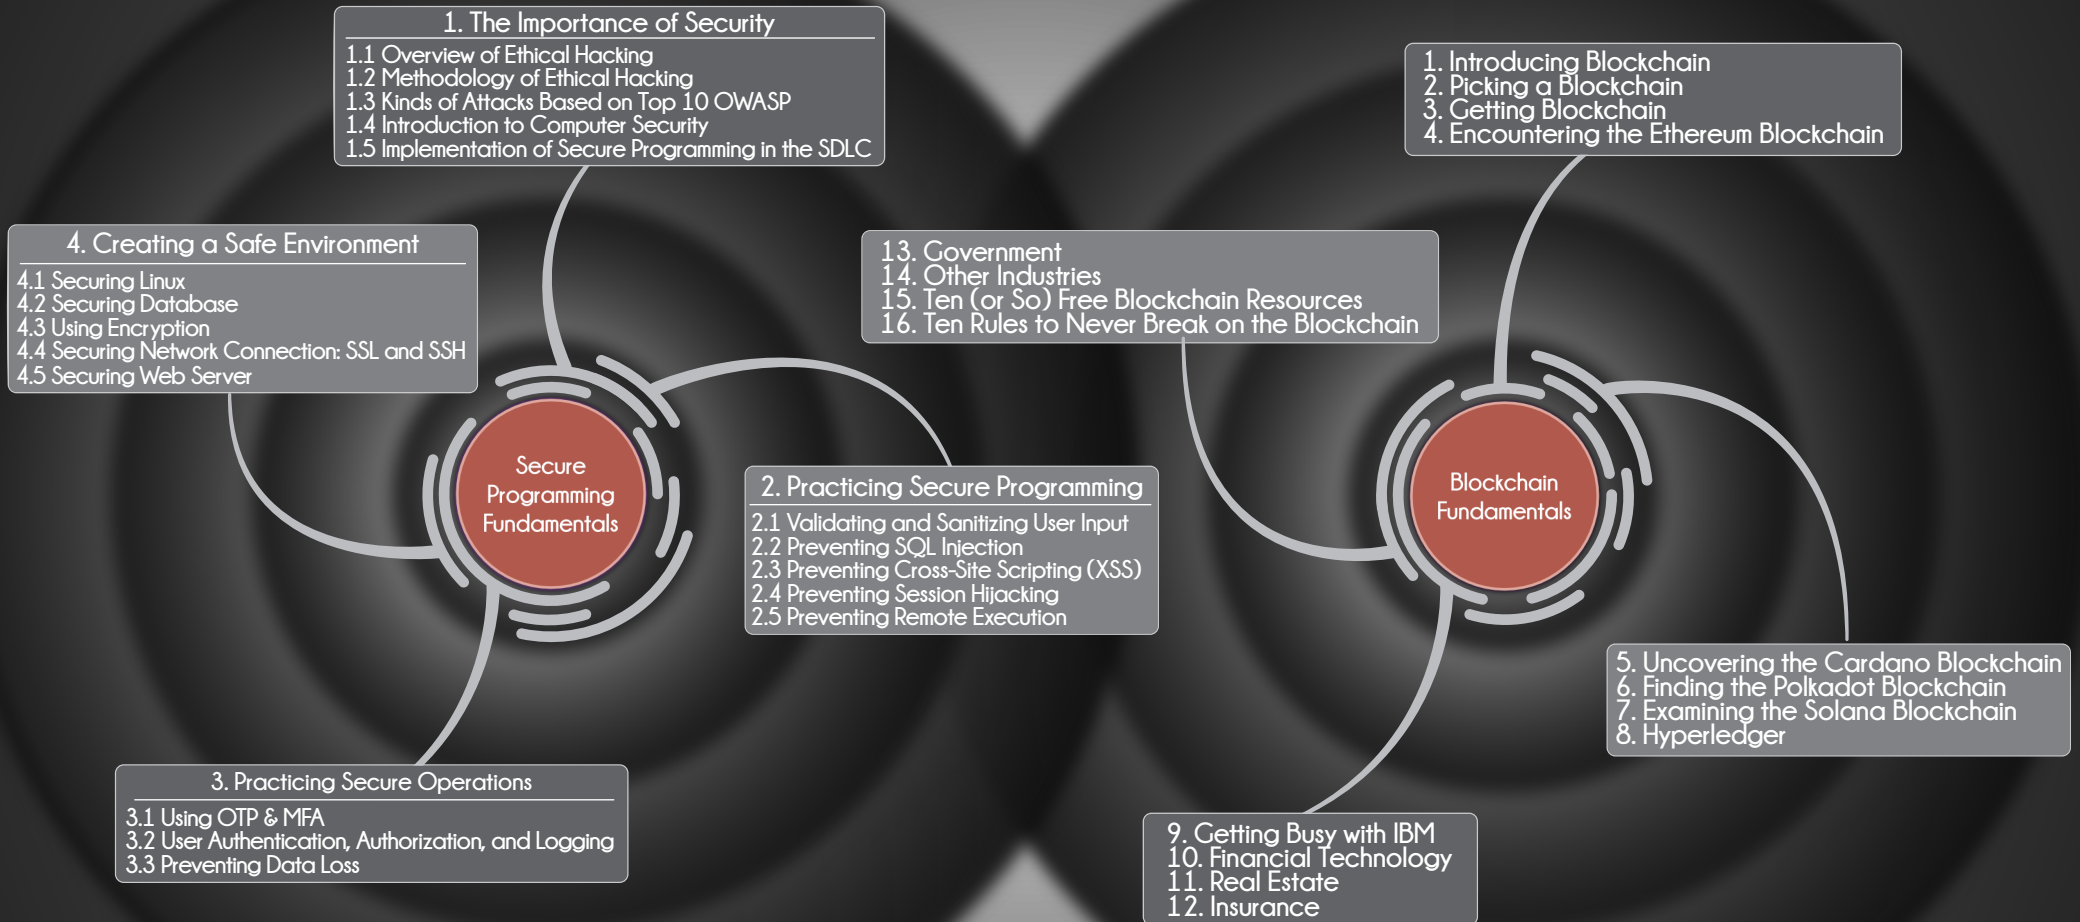 1. The Importance of Security
1.1 Overview of Ethical Hacking
1.2 Methodology of Ethical Hacking
1.3 Kinds of Attacks Based on Top 10 OWASP
1.4 Introduction to Computer Security
1.5 Implementation of Secure Programming in the SDLC
4. Creating a Safe Environment
4.1 Securing Linux
4.2 Securing Database
4.3 Using Encryption
4.4 Securing Network Connection: SSL and SSH
4.5 Securing Web Server
Secure
Programming
Fundamentals
2. Practicing Secure Programming
2.1 Validating and Sanitizing User Input
2.2 Preventing SQL Injection
2.3 Preventing Cross-Site Scripting (XSS)
2.4 Preventing Session Hijacking
2.5 Preventing Remote Execution
3. Practicing Secure Operations
3.1 Using OTP & MFA
3.2 User Authentication, Authorization, and Logging
3.3 Preventing Data Loss
1. Introducing Blockchain
2. Picking a Blockchain
3. Getting Blockchain
4. Encountering the Ethereum Blockchain
13. Government
14. Other Industries
15. Ten (or So) Free Blockchain Resources
16. Ten Rules to Never Break on the Blockchain
Blockchain
Fundamentals
5. Uncovering the Cardano Blockchain
6. Finding the Polkadot Blockchain
7. Examining the Solana Blockchain
8. Hyperledger
9. Getting Busy with IBM
10. Financial Technology
11. Real Estate
12. Insurance